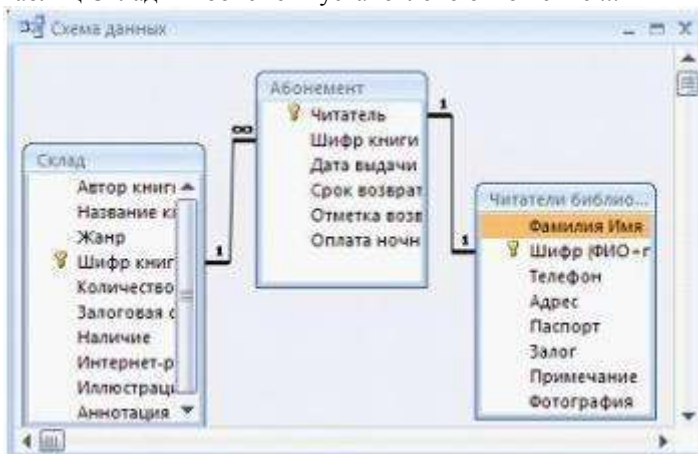 Схема данных
Абонемент
Читатель
Шифр книги
Дата выдачи
Срок возврат
Отметка возв
Оплата ночн
∞
1
1
1
Склад
Автор книги
Название кн
Жанр
Шифр книг
Количество
Залоговая с
Наличие
Интернет-р
Иллюстраци
Аннотация
Читатели библио...
Фамилия Имя
Шифр (ФИО+г
Телефон
Адрес
Паспорт
Залог
Примечание
Фотография